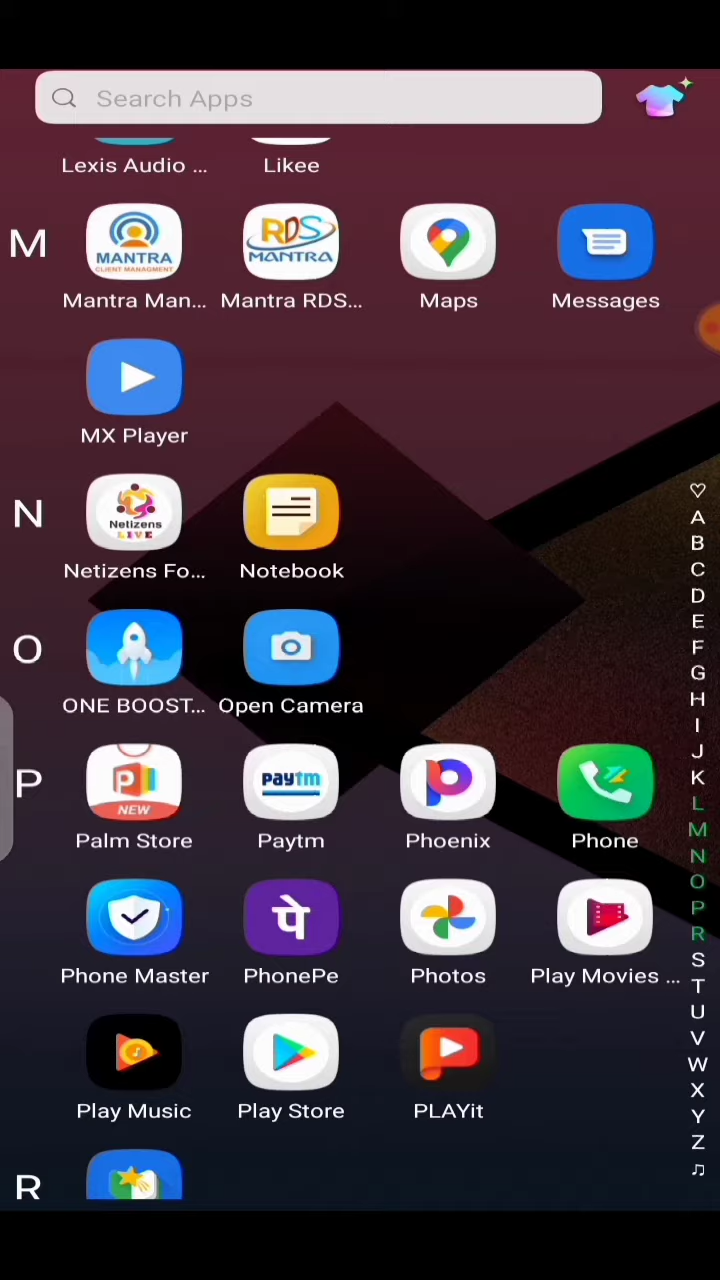 Search Apps
Lexis Audio ... Likee
M
MANTRA
CLIENT MANAGMENT
RDS
MANTRA
Mantra Man... Mantra RDS... Maps Messages
MX Player
N
Netizens
LIVE
Netizens Fo... Notebook
O
ONE BOOST... Open Camera
P
P
NEW
paytm
Palm Store Paytm Phoenix Phone
पे
Phone Master PhonePe Photos Play Movies ...
Play Music Play Store PLAYit
R
A
B
C
D
E
F
G
H
I
J
K
L
M
N
O
P
R
S
T
U
V
W
X
Y
Z